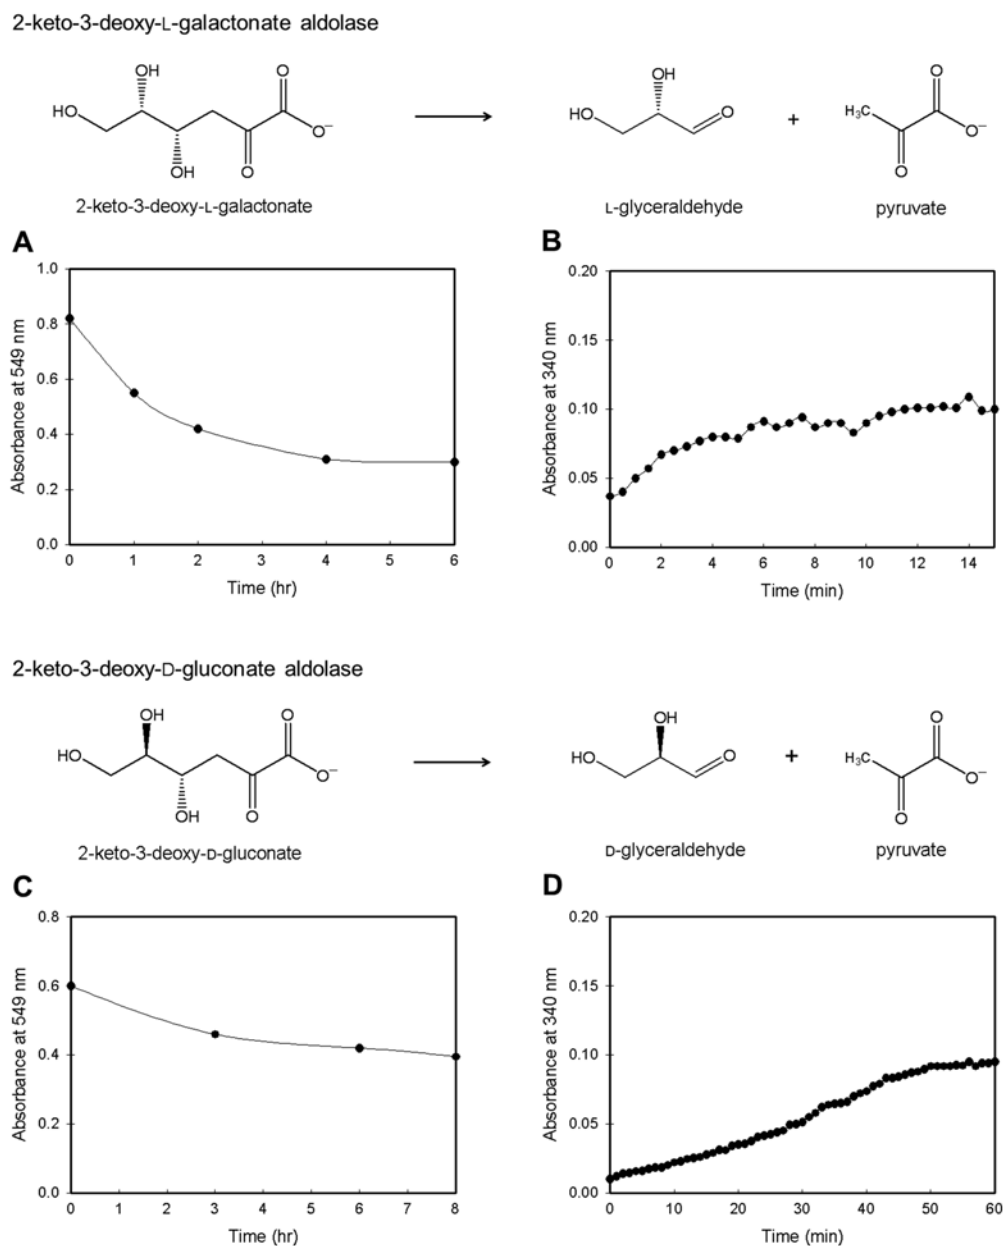 2-keto-3-deoxy-L-galactonate aldolase
OH
O
HO
O−
OH
O
2-keto-3-deoxy-L-galactonate
OH
HO
O
L-glyceraldehyde
+
O
H₃C
O−
O
pyruvate
A
Absorbance at 549 nm
1.0
0.8
0.6
0.4
0.2
0.0
0 1 2 3 4 5 6
Time (hr)
B
Absorbance at 340 nm
0.20
0.15
0.10
0.05
0.00
0 2 4 6 8 10 12 14
Time (min)
2-keto-3-deoxy-D-gluconate aldolase
OH
O
HO
O−
OH
O
2-keto-3-deoxy-D-gluconate
OH
HO
O
D-glyceraldehyde
+
O
H₃C
O−
O
pyruvate
C
Absorbance at 549 nm
0.8
0.6
0.4
0.2
0.0
0 1 2 3 4 5 6 7 8
Time (hr)
D
Absorbance at 340 nm
0.20
0.15
0.10
0.05
0.00
0 10 20 30 40 50 60
Time (min)